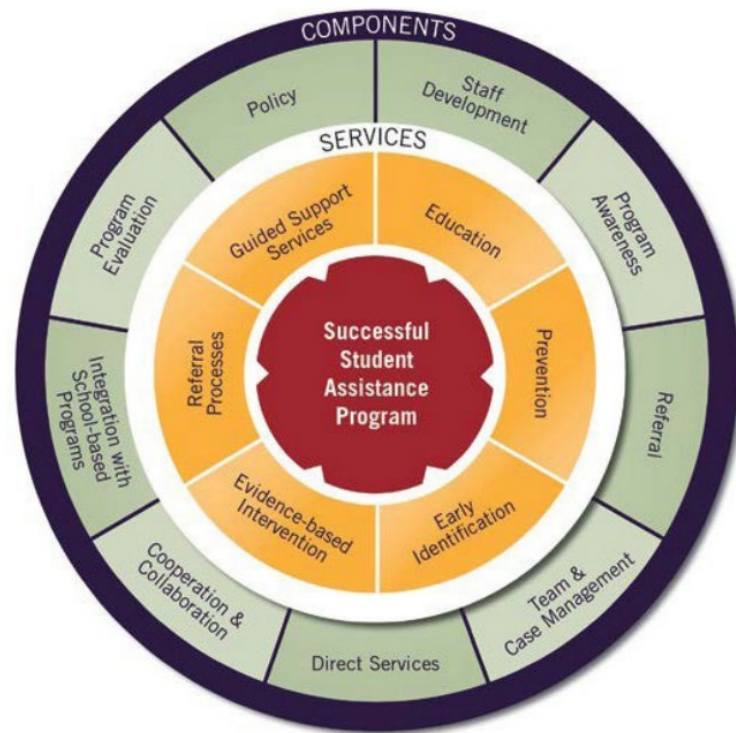 COMPONENTS
Policy
Staff
Development
Program
Awareness
Referral
Team &
Case Management
Direct Services
Cooperation &
Collaboration
Integration with
School-based
Programs
Program
Evaluation
SERVICES
Guided Support
Services
Education
Prevention
Early
Identification
Evidence-based
Intervention
Referral
Processes
Successful
Student
Assistance
Program